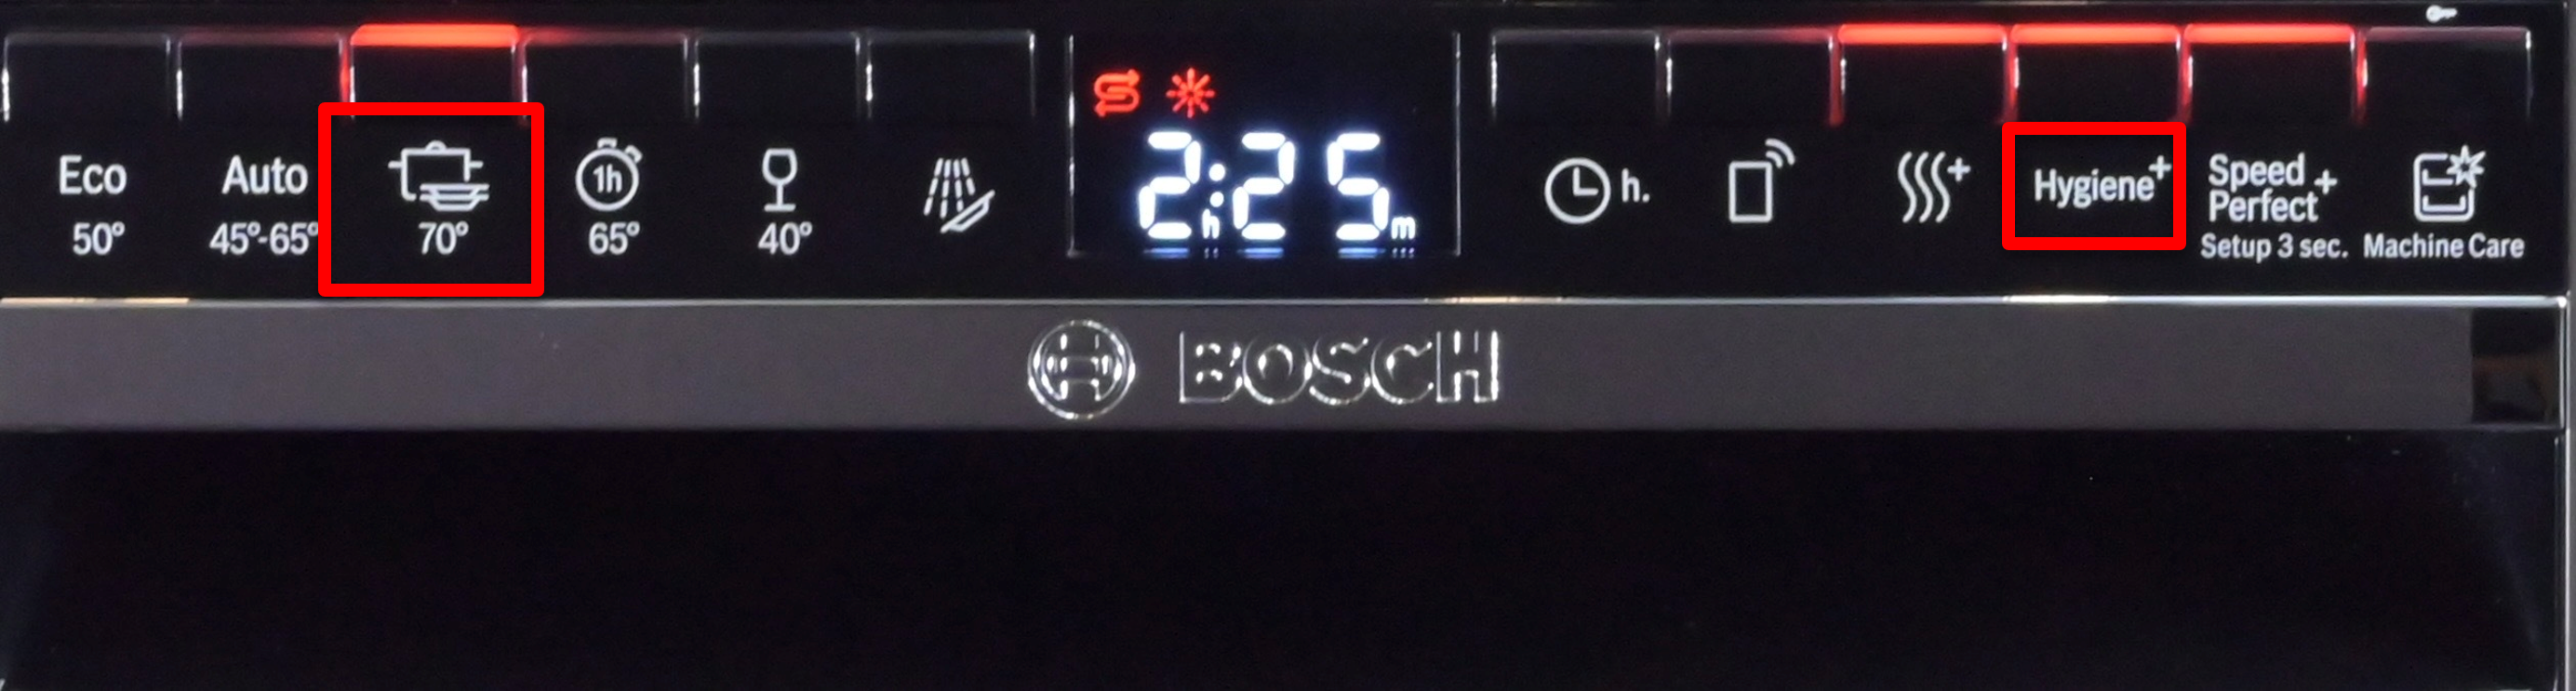 Eco
50°
Auto
45°-65°
70°
1h
65°
40°
2:25
h m
h.
Hygiene+
Speed
Perfect+
Setup 3 sec.
Machine Care
BOSCH